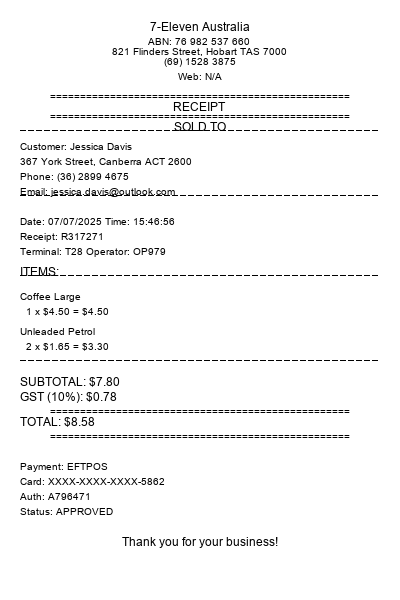 7-Eleven Australia
ABN: 76 982 537 660
821 Flinders Street, Hobart TAS 7000
(69) 1528 3875
Web: N/A
==================================================
RECEIPT
==================================================
SOLD TO
Customer: Jessica Davis
367 York Street, Canberra ACT 2600
Phone: (36) 2899 4675
Email: jessica.davis@outlook.com
Date: 07/07/2025 Time: 15:46:56
Receipt: R317271
Terminal: T28 Operator: OP979
ITEMS:
Coffee Large
1 x $4.50 = $4.50
Unleaded Petrol
2 x $1.65 = $3.30
SUBTOTAL: $7.80
GST (10%): $0.78
==================================================
TOTAL: $8.58
==================================================
Payment: EFTPOS
Card: XXXX-XXXX-XXXX-5862
Auth: A796471
Status: APPROVED
Thank you for your business!